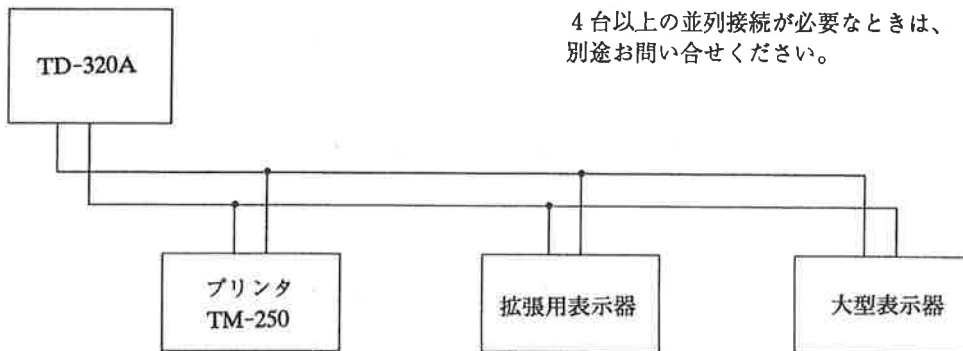 4台以上の並列接続が必要なときは、
別途お問い合せください。
TD-320A
プリンタ
TM-250
拡張用表示器
大型表示器